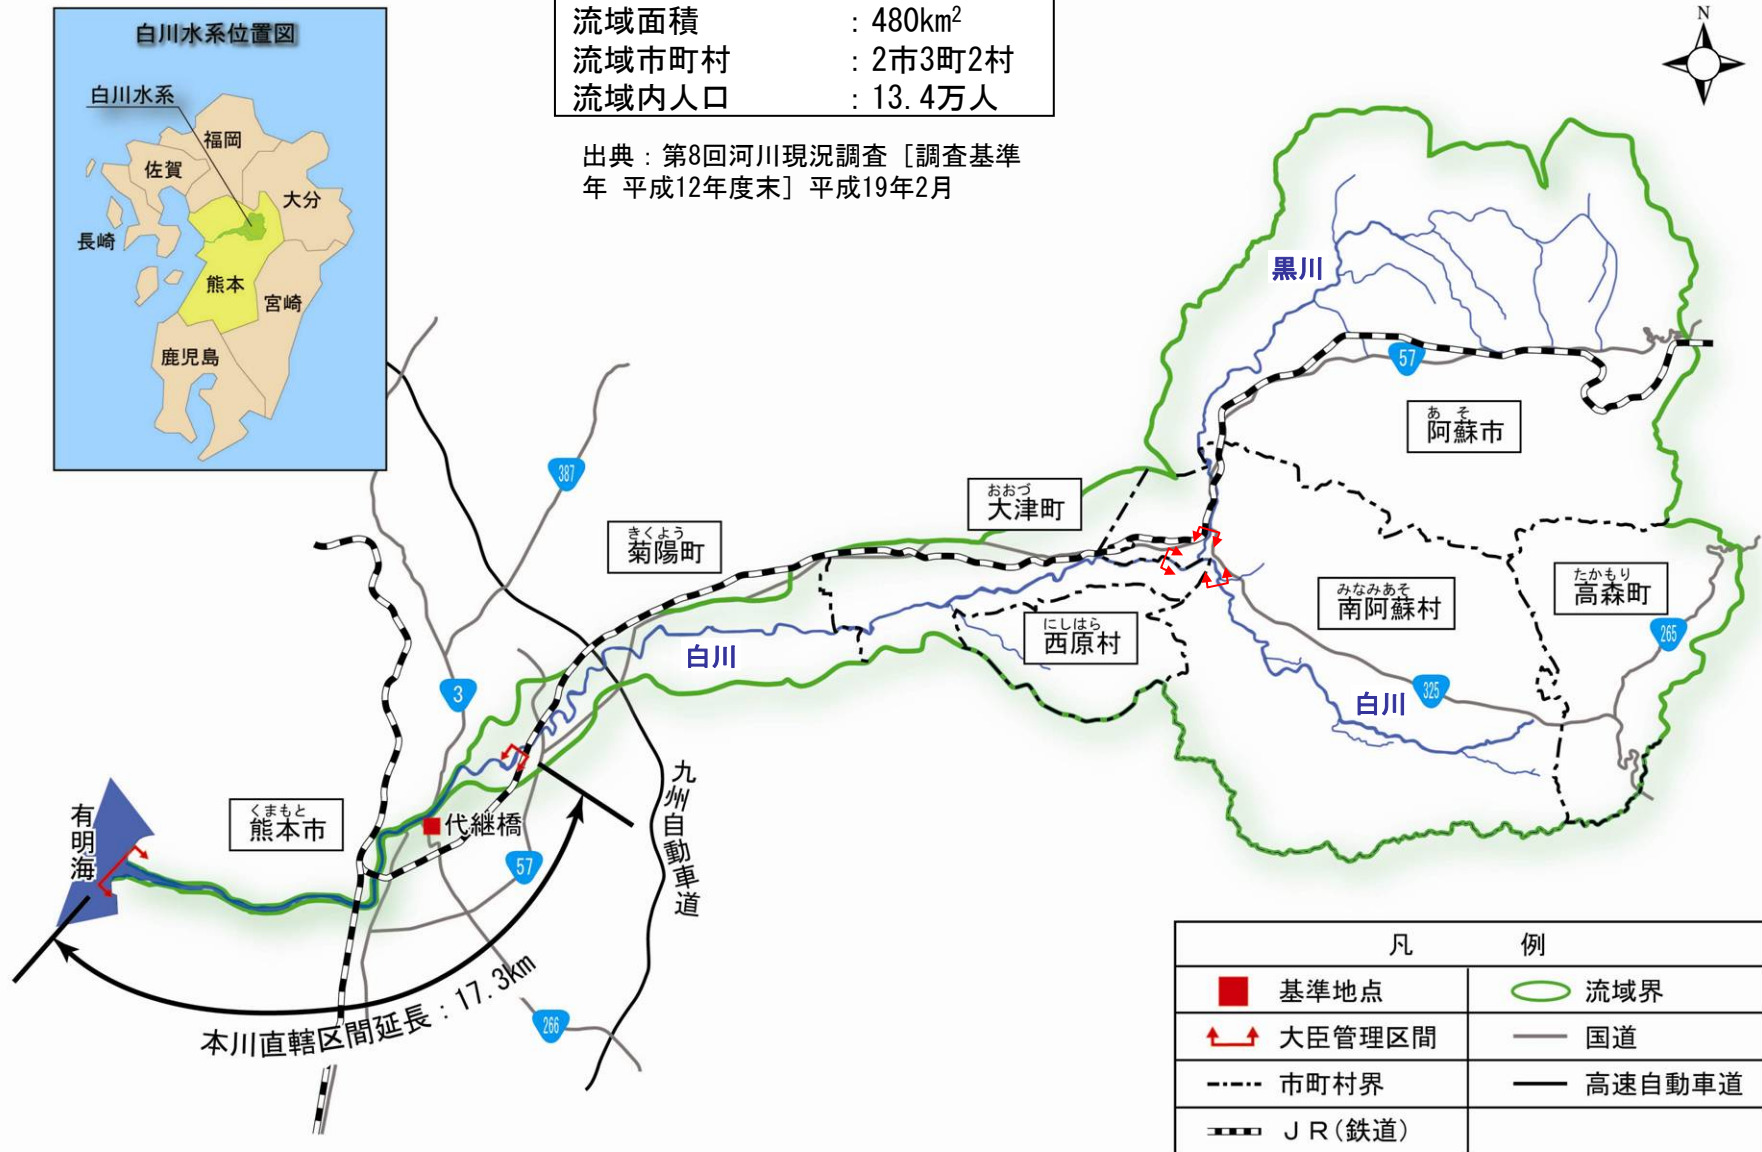 白川水系位置図
白川水系
福岡
佐賀
大分
長崎
熊本
宮崎
鹿児島
流域面積 : 480km²
流域市町村 : 2市3町2村
流域内人口 : 13.4万人
出典：第8回河川現況調査［調査基準
年 平成12年度末］平成19年2月
N
黒川
57
あそ
阿蘇市
387
おおづ
大津町
きくよう
菊陽町
みなみあそ
南阿蘇村
たかもり
高森町
265
にしはら
西原村
白川
3
白川
325
九州自動車道
有明海
くまもと
熊本市
代継橋
57
本川直轄区間延長：17.3km
266
凡例
基準地点
流域界
大臣管理区間
国道
市町村界
高速自動車道
ＪＲ(鉄道)